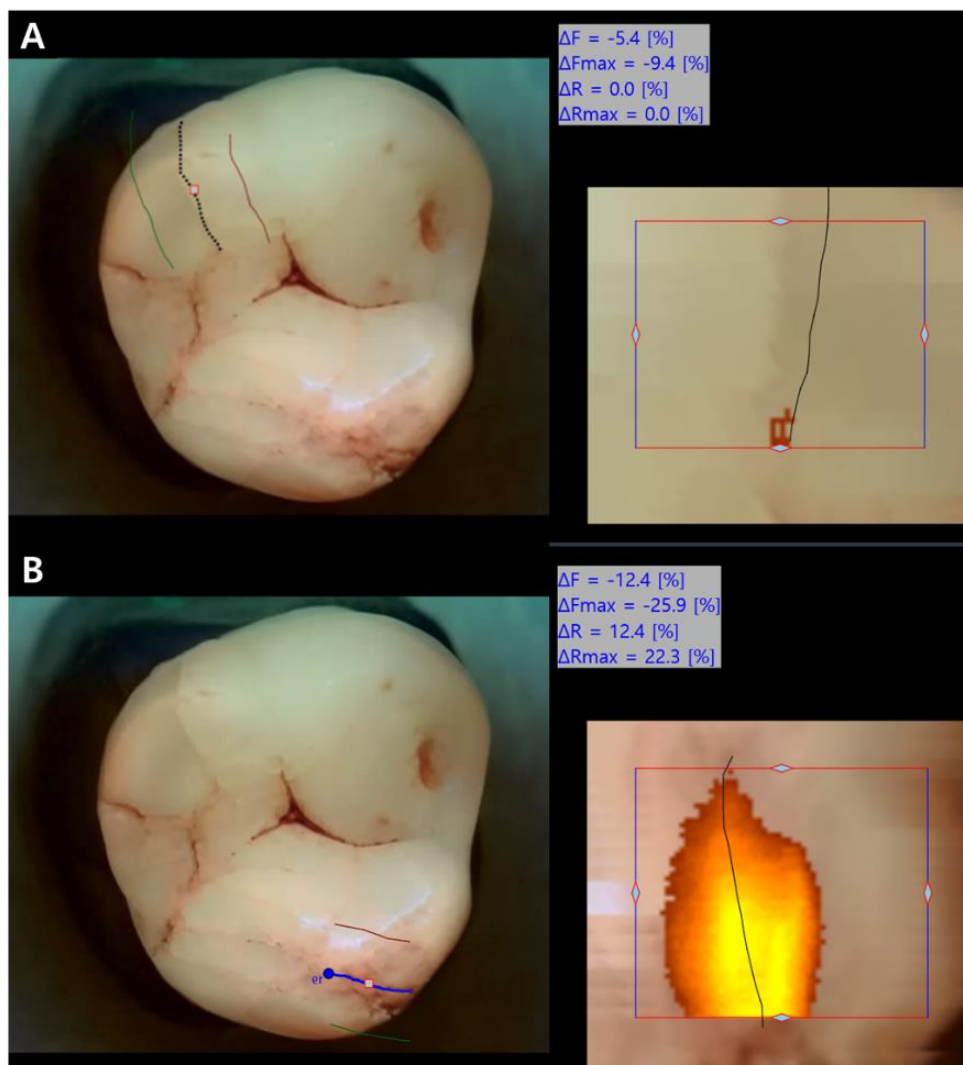 A
ΔF = -5.4 [%]
ΔFmax = -9.4 [%]
ΔR = 0.0 [%]
ΔRmax = 0.0 [%]
B
ΔF = -12.4 [%]
ΔFmax = -25.9 [%]
ΔR = 12.4 [%]
ΔRmax = 22.3 [%]
19